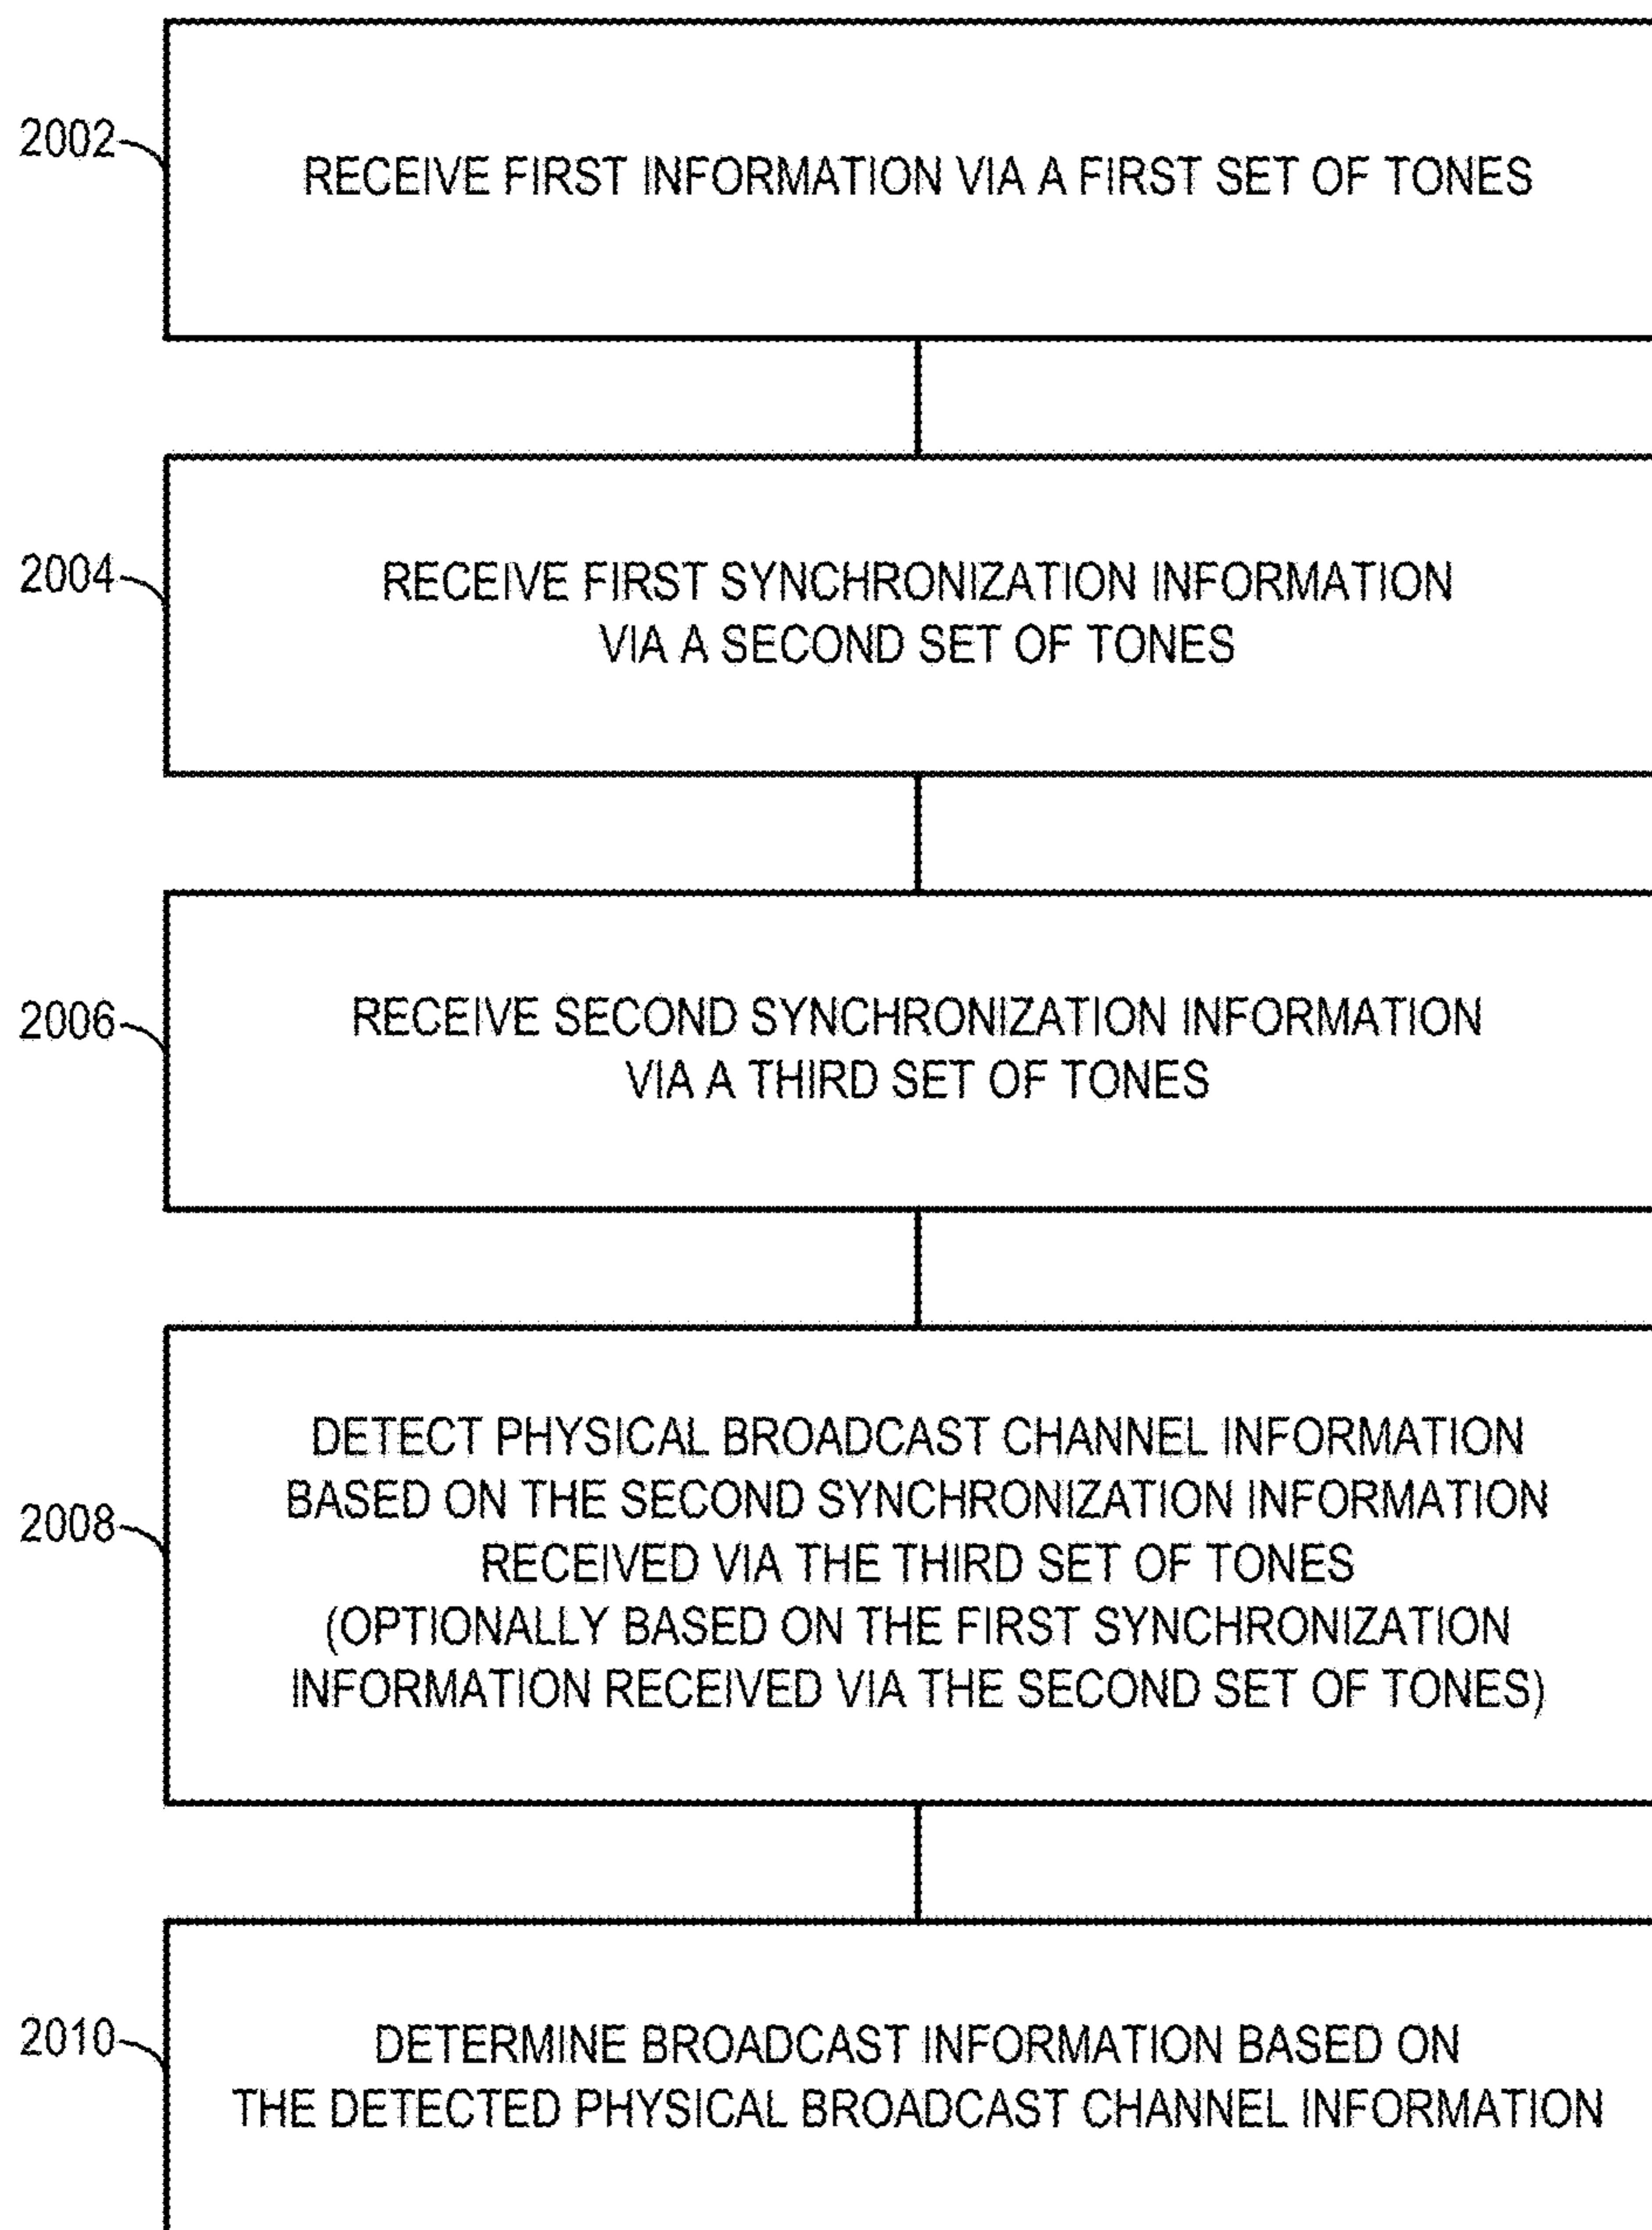 2002
RECEIVE FIRST INFORMATION VIA A FIRST SET OF TONES
2004
RECEIVE FIRST SYNCHRONIZATION INFORMATION
VIA A SECOND SET OF TONES
2006
RECEIVE SECOND SYNCHRONIZATION INFORMATION
VIA A THIRD SET OF TONES
2008
DETECT PHYSICAL BROADCAST CHANNEL INFORMATION
BASED ON THE SECOND SYNCHRONIZATION INFORMATION
RECEIVED VIA THE THIRD SET OF TONES
(OPTIONALLY BASED ON THE FIRST SYNCHRONIZATION
INFORMATION RECEIVED VIA THE SECOND SET OF TONES)
2010
DETERMINE BROADCAST INFORMATION BASED ON
THE DETECTED PHYSICAL BROADCAST CHANNEL INFORMATION